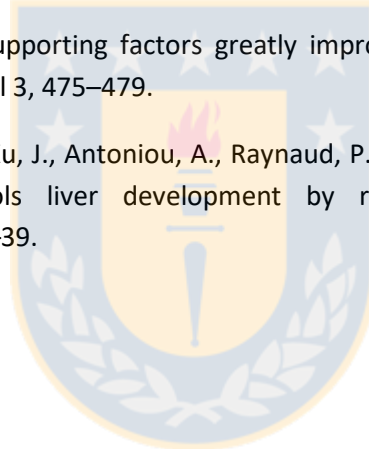 upporting factors greatly impro
l 3, 475–479.
u, J., Antoniou, A., Raynaud, P.
ols liver development by r
39.